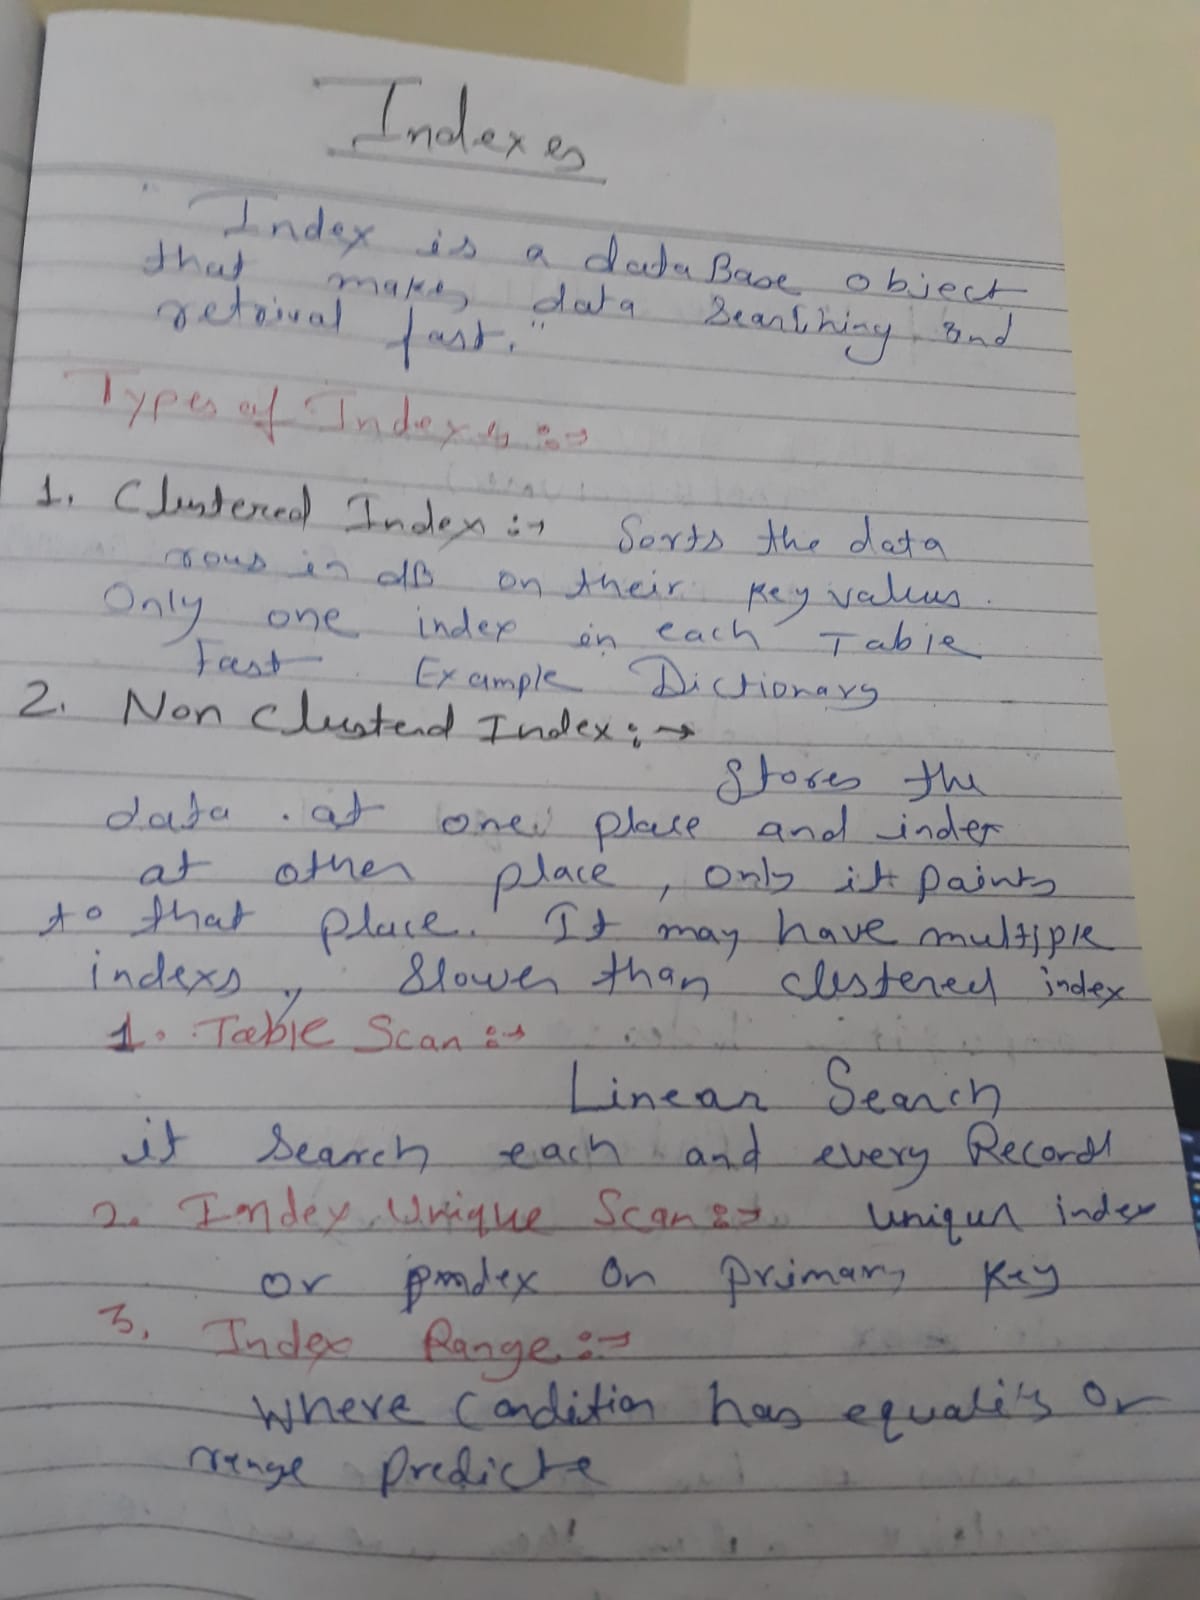 Indexes
"Index is a data Base object
that makes data Searching and
retrival fast."
Types of Indexes :→
1. Clustered Index :→ Sorts the data
rows in dB on their key values.
Only one index in each Table
Fast Example Dictionary
2. Non Clusterd Index :→
Stores the
data at one place and index
at other place, only it points
to that place. It may have multiple
indexs, Slower than clustered index
1. Table Scan :→
Linear Search
it search each and every Record
2. Index Unique Scan :→ unique index
or index on primary key
3. Index Range :→
where condition has equality or
range predicte